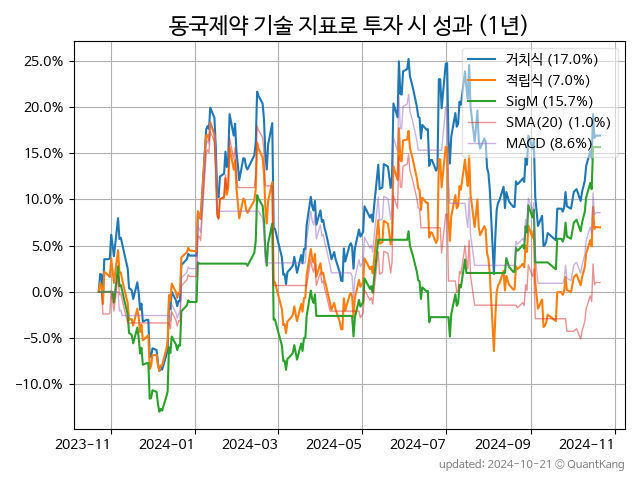 동국제약 기술 지표로 투자 시 성과 (1년)
25.0%
20.0%
15.0%
10.0%
5.0%
0.0%
−5.0%
−10.0%
거치식 (17.0%)
적립식 (7.0%)
SigM (15.7%)
SMA(20) (1.0%)
MACD (8.6%)
2023-11
2024-01
2024-03
2024-05
2024-07
2024-09
2024-11
updated: 2024-10-21 © QuantKang